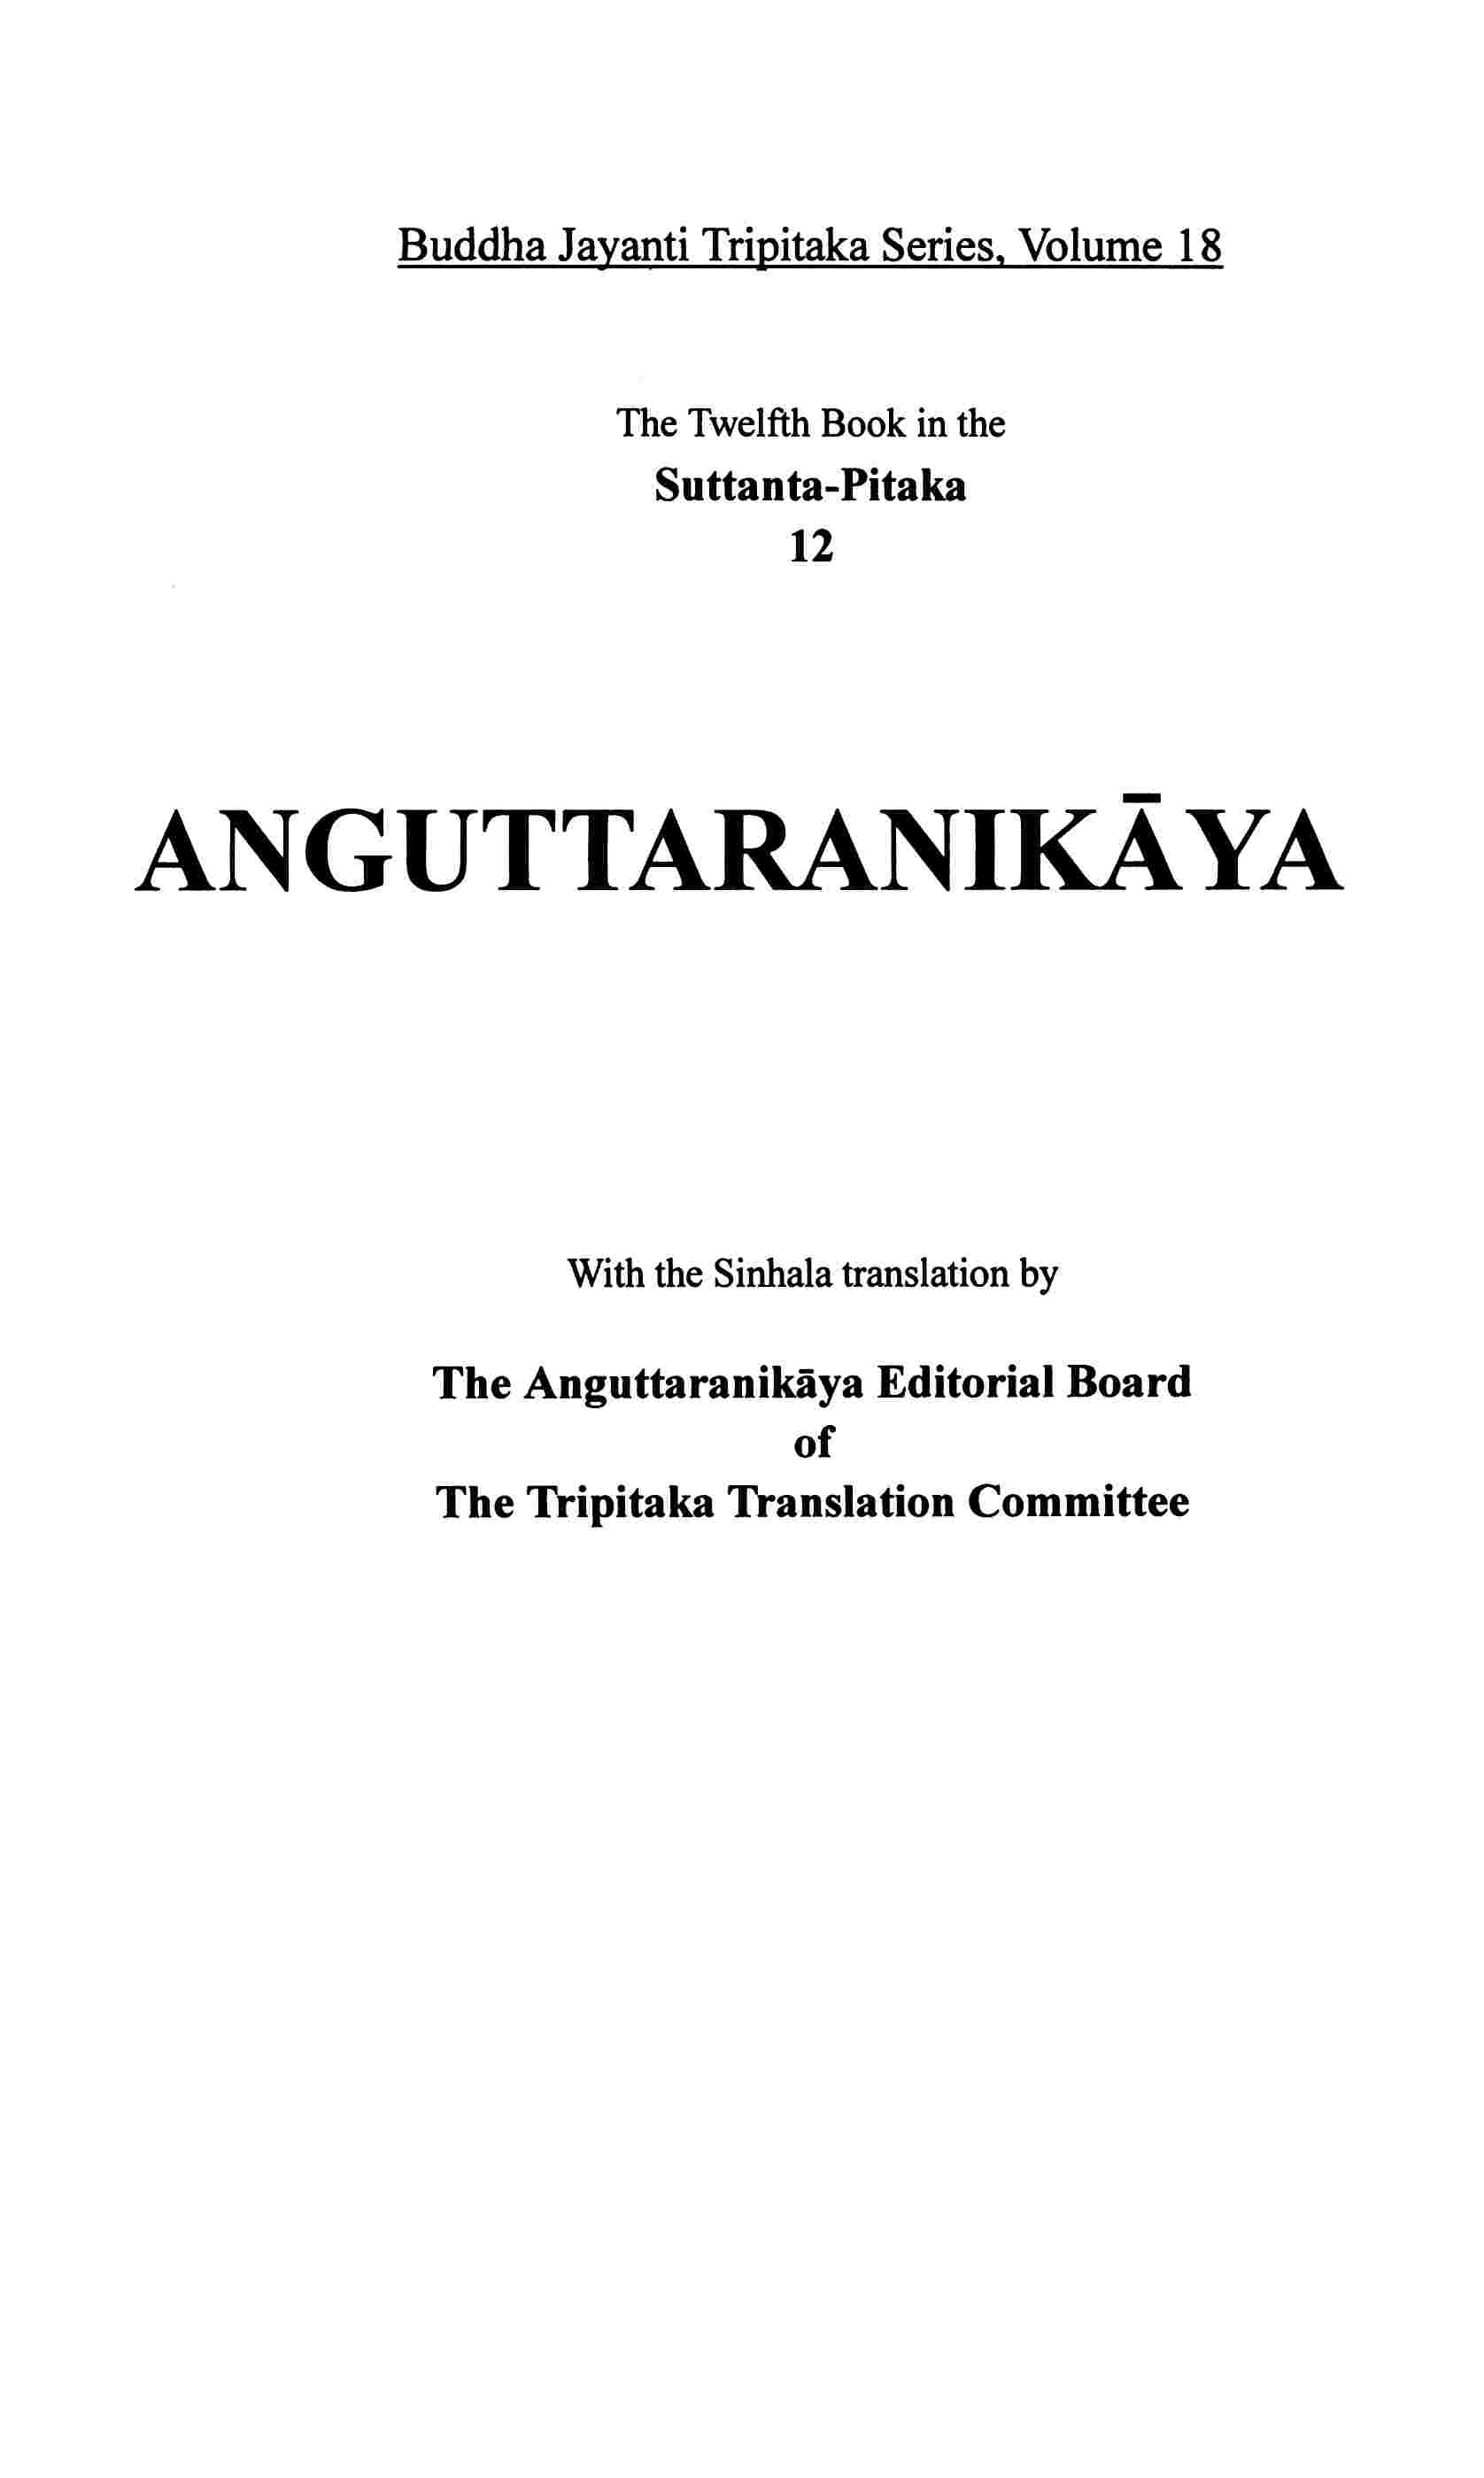 Buddha Jayanti Tripitaka Series, Volume 18
The Twelfth Book in the
Suttanta-Pitaka
12
ANGUTTARANIKĀYA
With the Sinhala translation by
The Anguttaranikāya Editorial Board
of
The Tripitaka Translation Committee